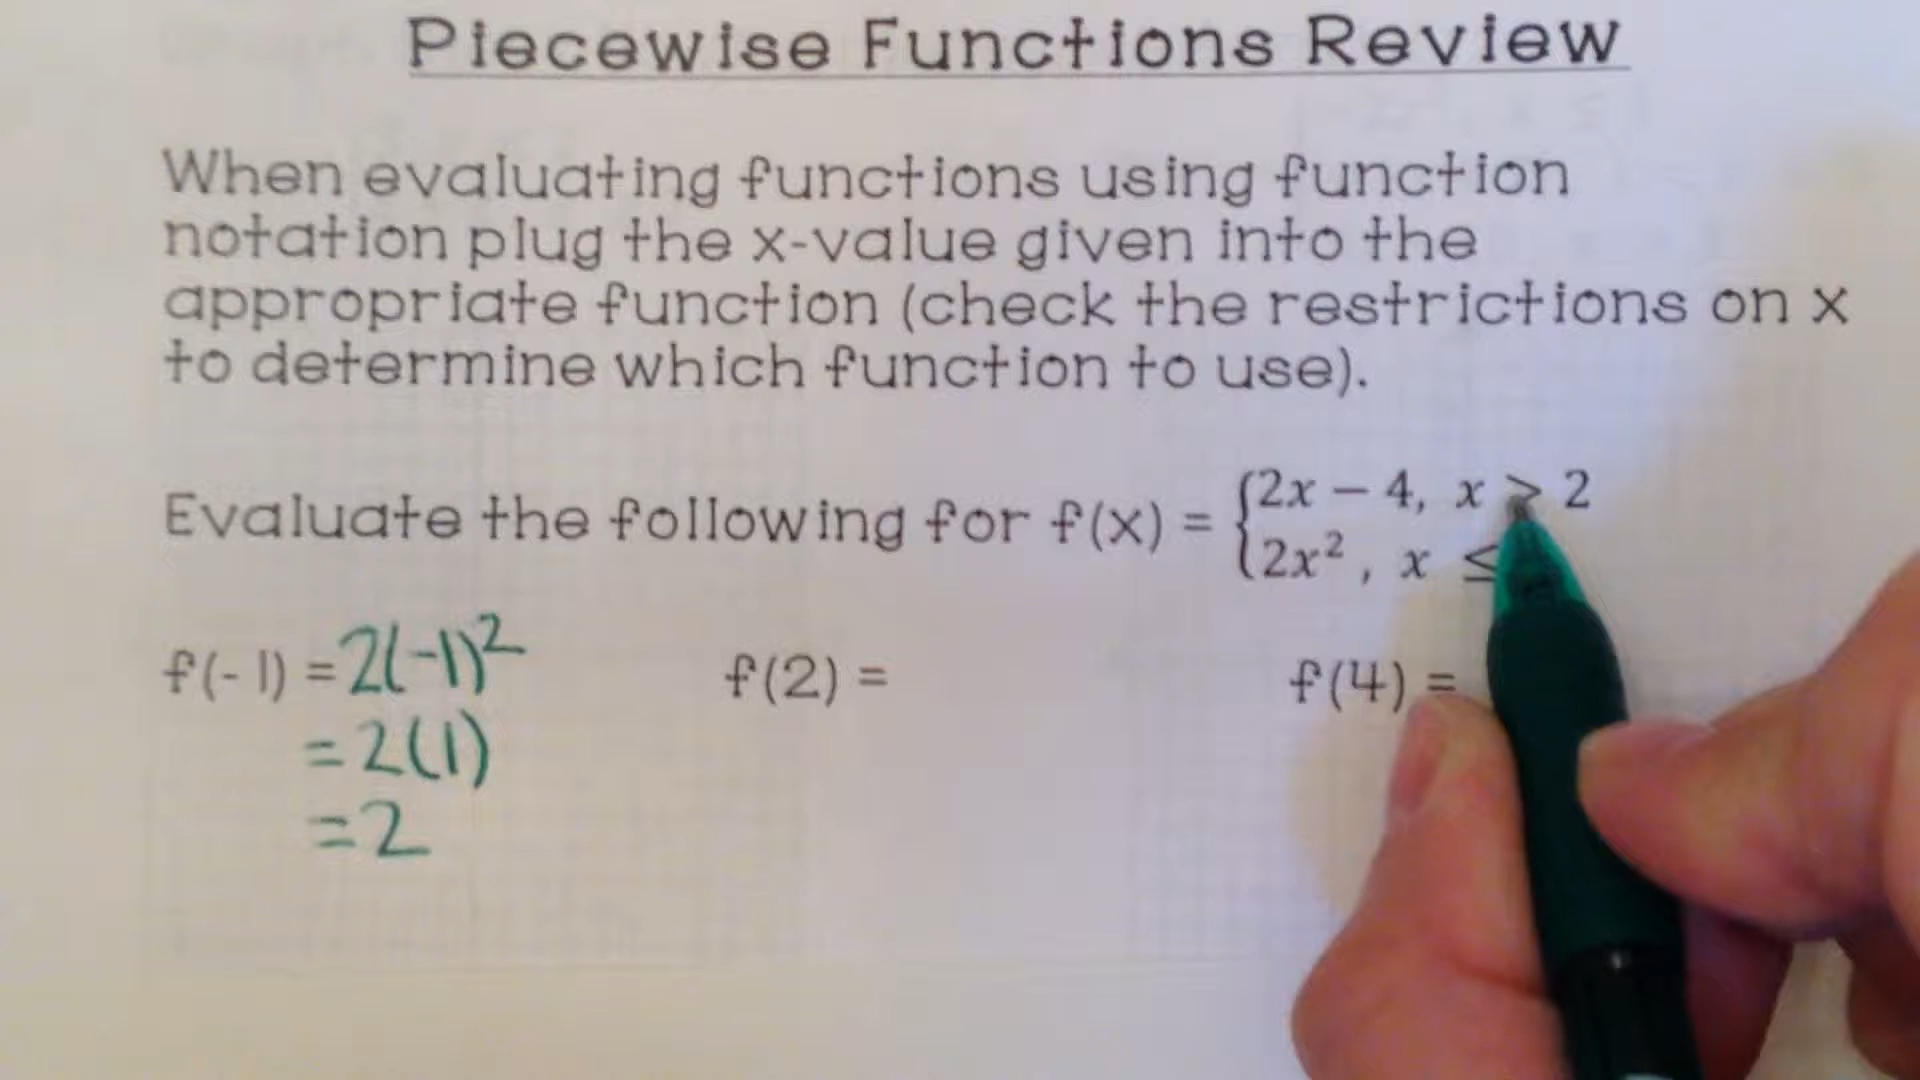 Piecewise Functions Review
When evaluating functions using function
notation plug the x-value given into the
appropriate function (check the restrictions on x
to determine which function to use).
Evaluate the following for f(x) = {2x − 4, x > 2
2x², x ≤
f(-1) = 2(-1)² f(2) = f(4) =
= 2(1)
= 2